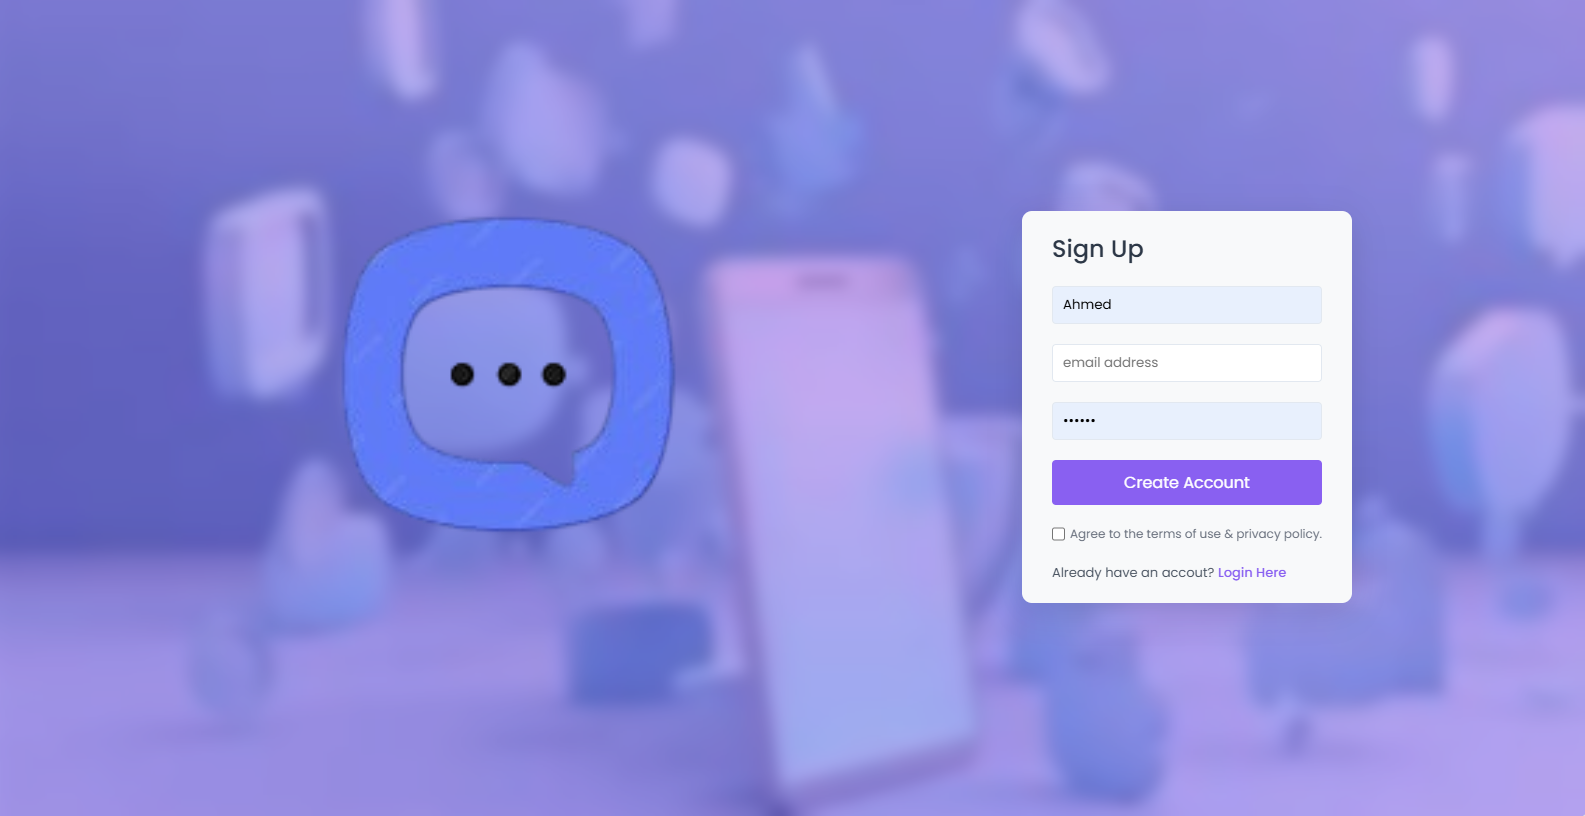 Sign Up
Ahmed
email address
••••••
Create Account
Agree to the terms of use & privacy policy.
Already have an accout? Login Here